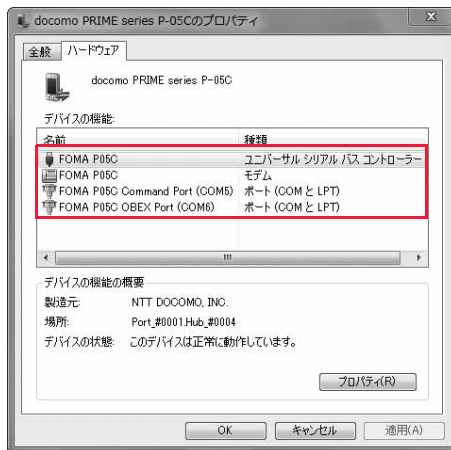 docomo PRIME series P-05Cのプロパティ
全般 ハードウェア
docomo PRIME series P-05C
デバイスの機能:
名前 種類
FOMA P05C ユニバーサル シリアル バス コントローラー
FOMA P05C モデム
FOMA P05C Command Port (COM5) ポート (COM と LPT)
FOMA P05C OBEX Port (COM6) ポート (COM と LPT)
デバイスの機能の概要
製造元: NTT DOCOMO, INC.
場所: Port_#0001.Hub_#0004
デバイスの状態: このデバイスは正常に動作しています。
プロパティ(R)
OK キャンセル 適用(A)